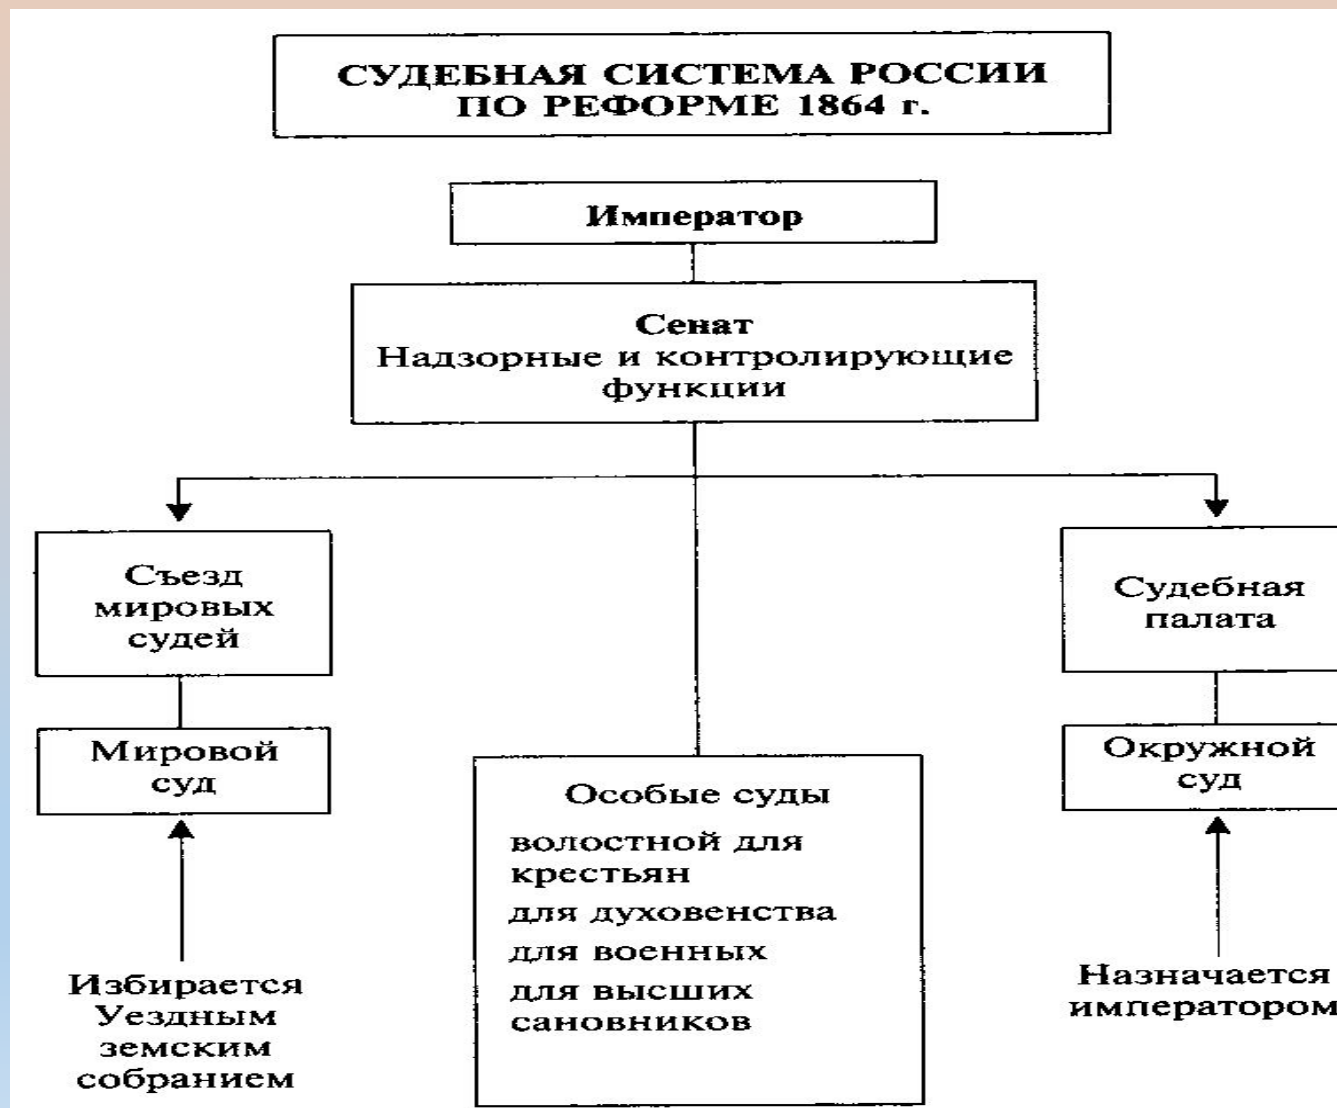 СУДЕБНАЯ СИСТЕМА РОССИИ
ПО РЕФОРМЕ 1864 г.
Император
Сенат
Надзорные и контролирующие
функции
Съезд
мировых
судей
Мировой
суд
Избирается
Уездным
земским
собранием
Особые суды
волостной для
крестьян
для духовенства
для военных
для высших
сановников
Судебная
палата
Окружной
суд
Назначается
императором